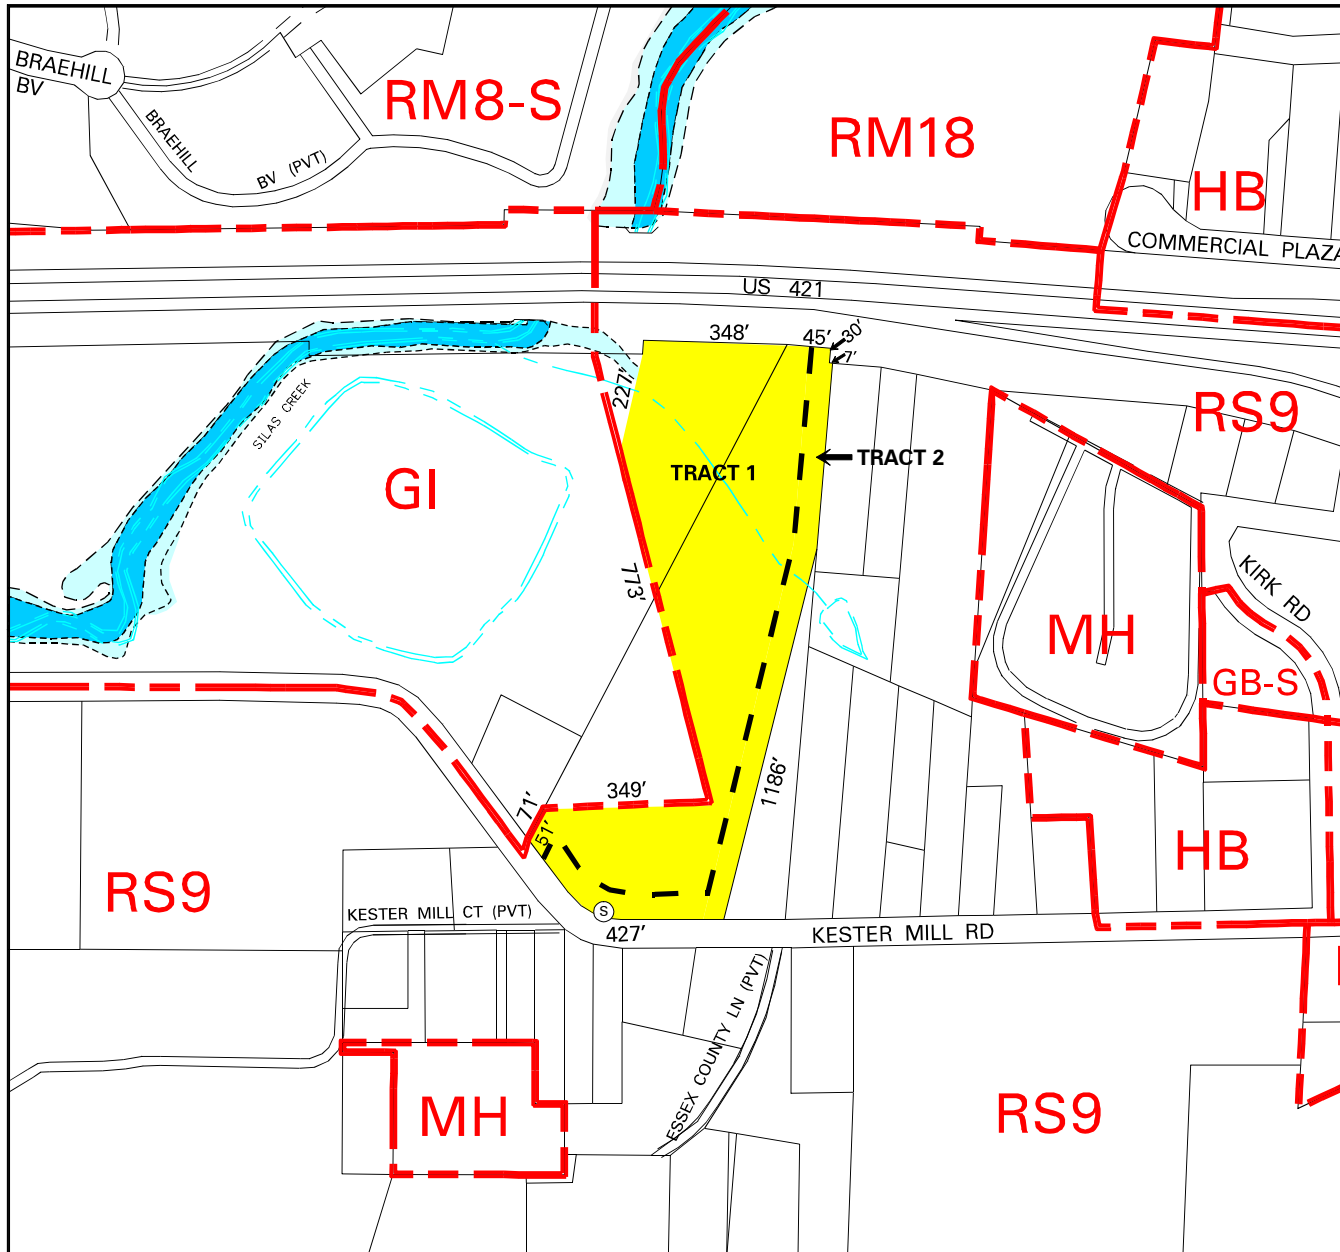 BRAEHILL
BV
BRAEHILL
BV (PVT)
RM8-S
RM18
HB
COMMERCIAL PLAZA
US 421
348′
45′
30′
7′
227′
SILAS CREEK
RS9
GI
TRACT 1
TRACT 2
773′
KIRK RD
MH
GB-S
1186′
349′
71′
51′
HB
RS9
KESTER MILL CT (PVT)
S
427′
KESTER MILL RD
ESSEX COUNTY LN (PVT)
MH
RS9